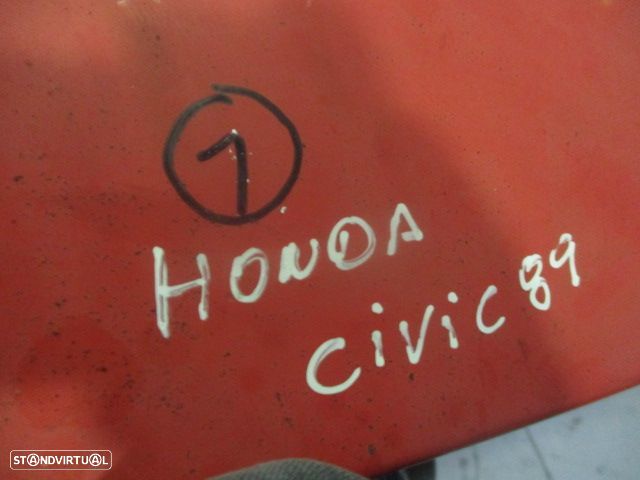 1
HONDA
CiViC 89
STANDVIRTUAL